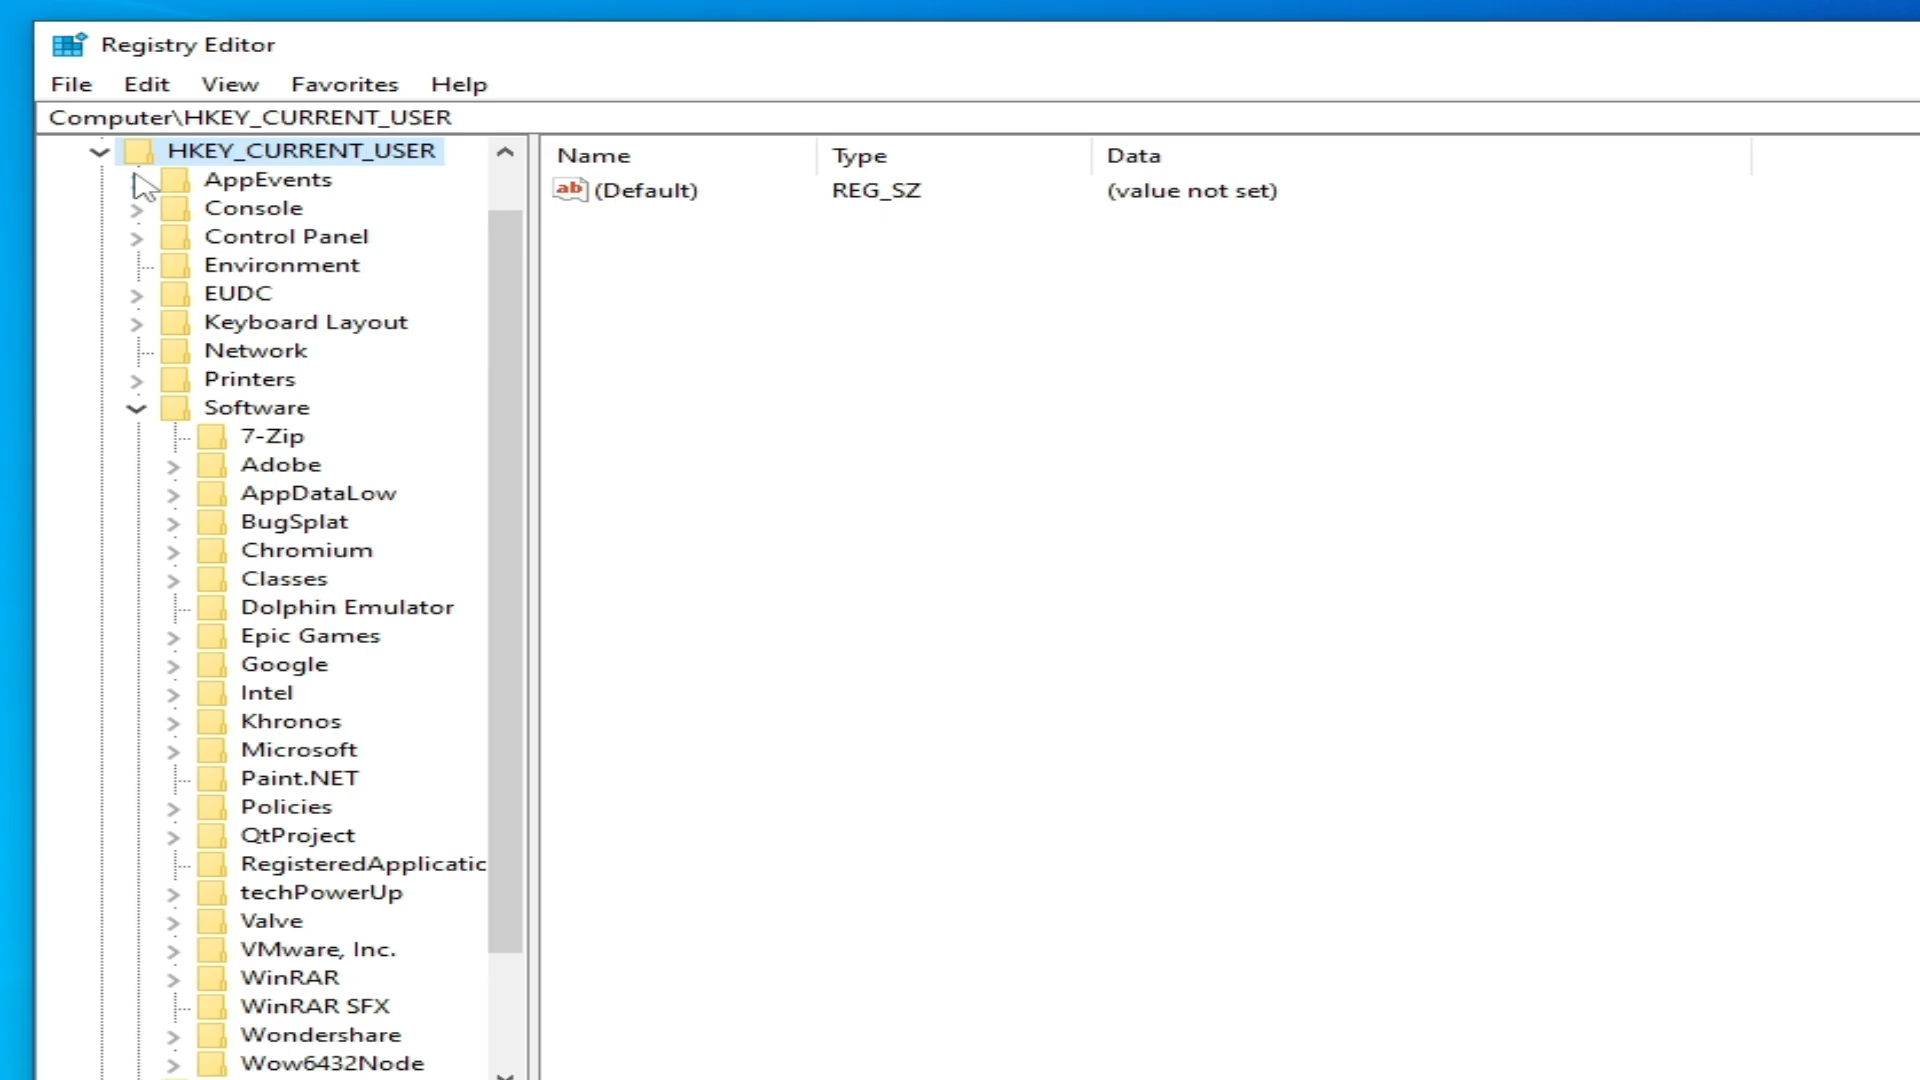 Registry Editor
File Edit View Favorites Help
Computer\HKEY_CURRENT_USER
HKEY_CURRENT_USER
AppEvents
Console
Control Panel
Environment
EUDC
Keyboard Layout
Network
Printers
Software
7-Zip
Adobe
AppDataLow
BugSplat
Chromium
Classes
Dolphin Emulator
Epic Games
Google
Intel
Khronos
Microsoft
Paint.NET
Policies
QtProject
RegisteredApplicatic
techPowerUp
Valve
VMware, Inc.
WinRAR
WinRAR SFX
Wondershare
Wow6432Node
Name Type Data
ab (Default) REG_SZ (value not set)